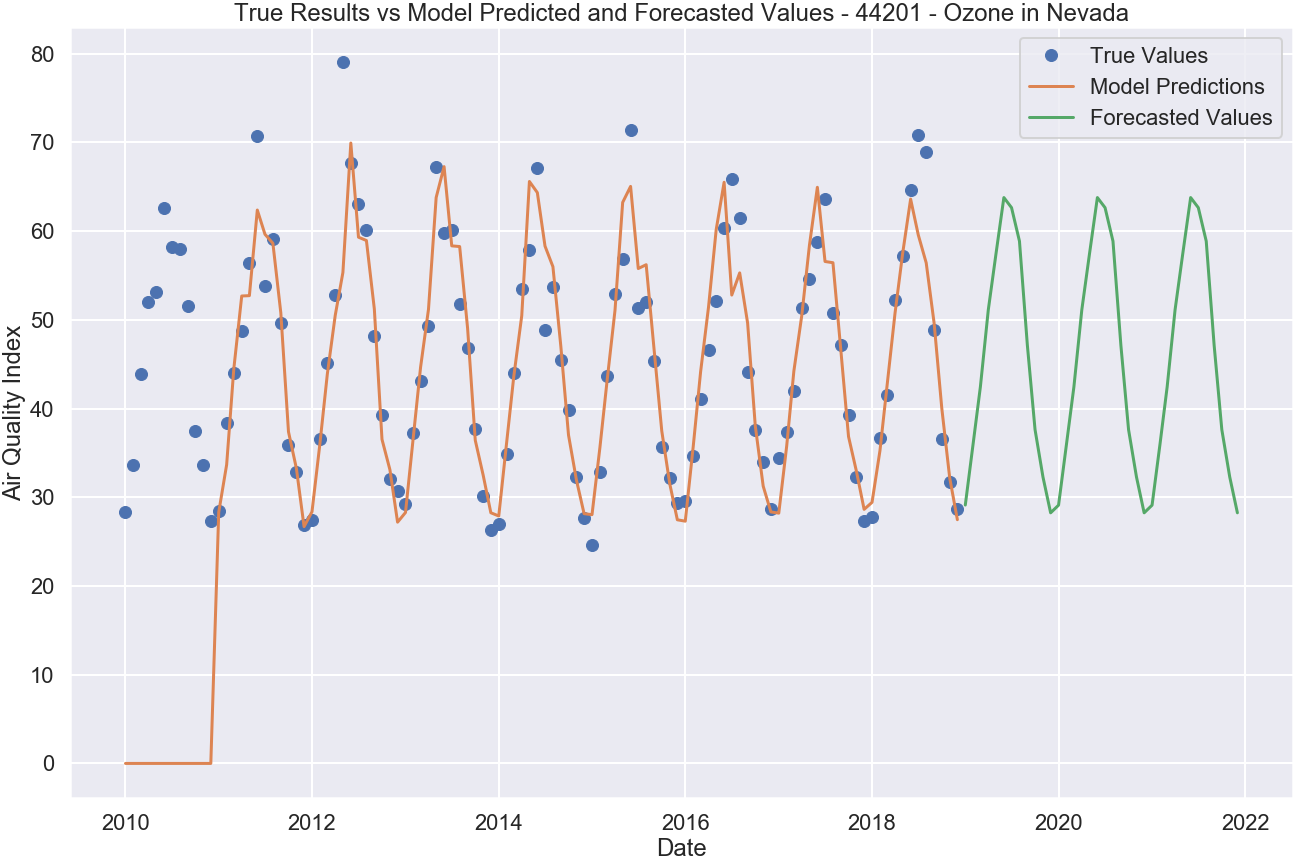 True Results vs Model Predicted and Forecasted Values - 44201 - Ozone in Nevada
True Values
Model Predictions
Forecasted Values
Air Quality Index
80
70
60
50
40
30
20
10
0
2010 2012 2014 2016 2018 2020 2022
Date